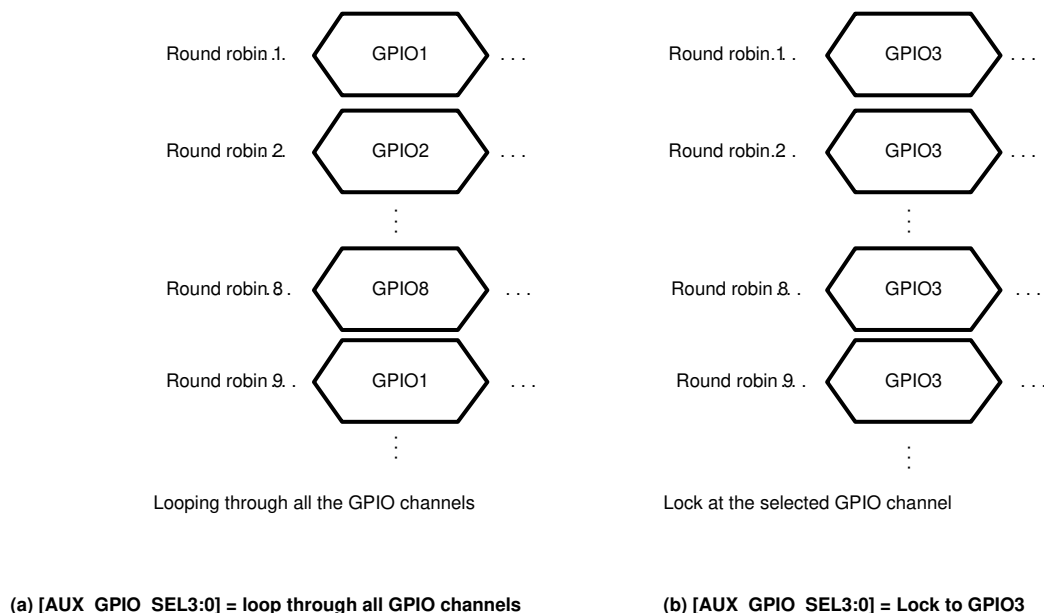 Round robin 1. . GPIO1 . . .
Round robin 2. . GPIO2 . . .
Round robin 8. . GPIO8 . . .
Round robin 9. . GPIO1 . . .
Looping through all the GPIO channels
(a) [AUX_GPIO_SEL3:0] = loop through all GPIO channels
Round robin 1. . GPIO3 . . .
Round robin 2. . GPIO3 . . .
Round robin 8. . GPIO3 . . .
Round robin 9. . GPIO3 . . .
Lock at the selected GPIO channel
(b) [AUX_GPIO_SEL3:0] = Lock to GPIO3